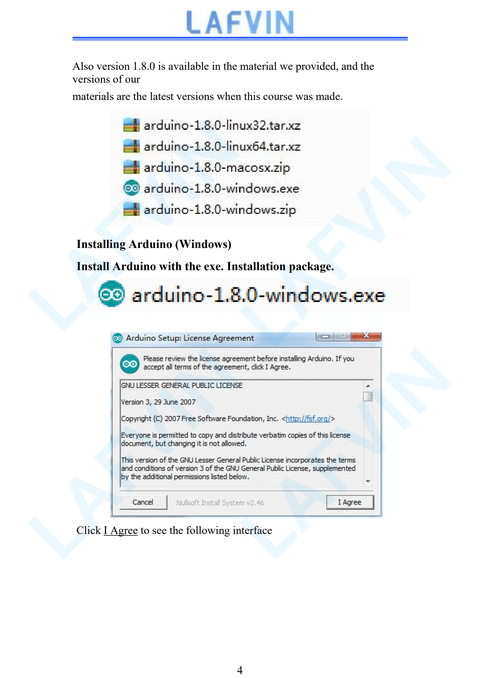 LAFVIN
Also version 1.8.0 is available in the material we provided, and the
versions of our
materials are the latest versions when this course was made.
arduino-1.8.0-linux32.tar.xz
arduino-1.8.0-linux64.tar.xz
arduino-1.8.0-macosx.zip
arduino-1.8.0-windows.exe
arduino-1.8.0-windows.zip
Installing Arduino (Windows)
Install Arduino with the exe. Installation package.
arduino-1.8.0-windows.exe
Arduino Setup: License Agreement
Please review the license agreement before installing Arduino. If you
accept all terms of the agreement, click I Agree.
GNU LESSER GENERAL PUBLIC LICENSE
Version 3, 29 June 2007
Copyright (C) 2007 Free Software Foundation, Inc. <http://fsf.org/>
Everyone is permitted to copy and distribute verbatim copies of this license
document, but changing it is not allowed.
This version of the GNU Lesser General Public License incorporates the terms
and conditions of version 3 of the GNU General Public License, supplemented
by the additional permissions listed below.
Cancel
Nullsoft Install System v2.46
I Agree
Click I Agree to see the following interface
4
LAFVIN
LAFVIN
LAFVIN
LAFVIN